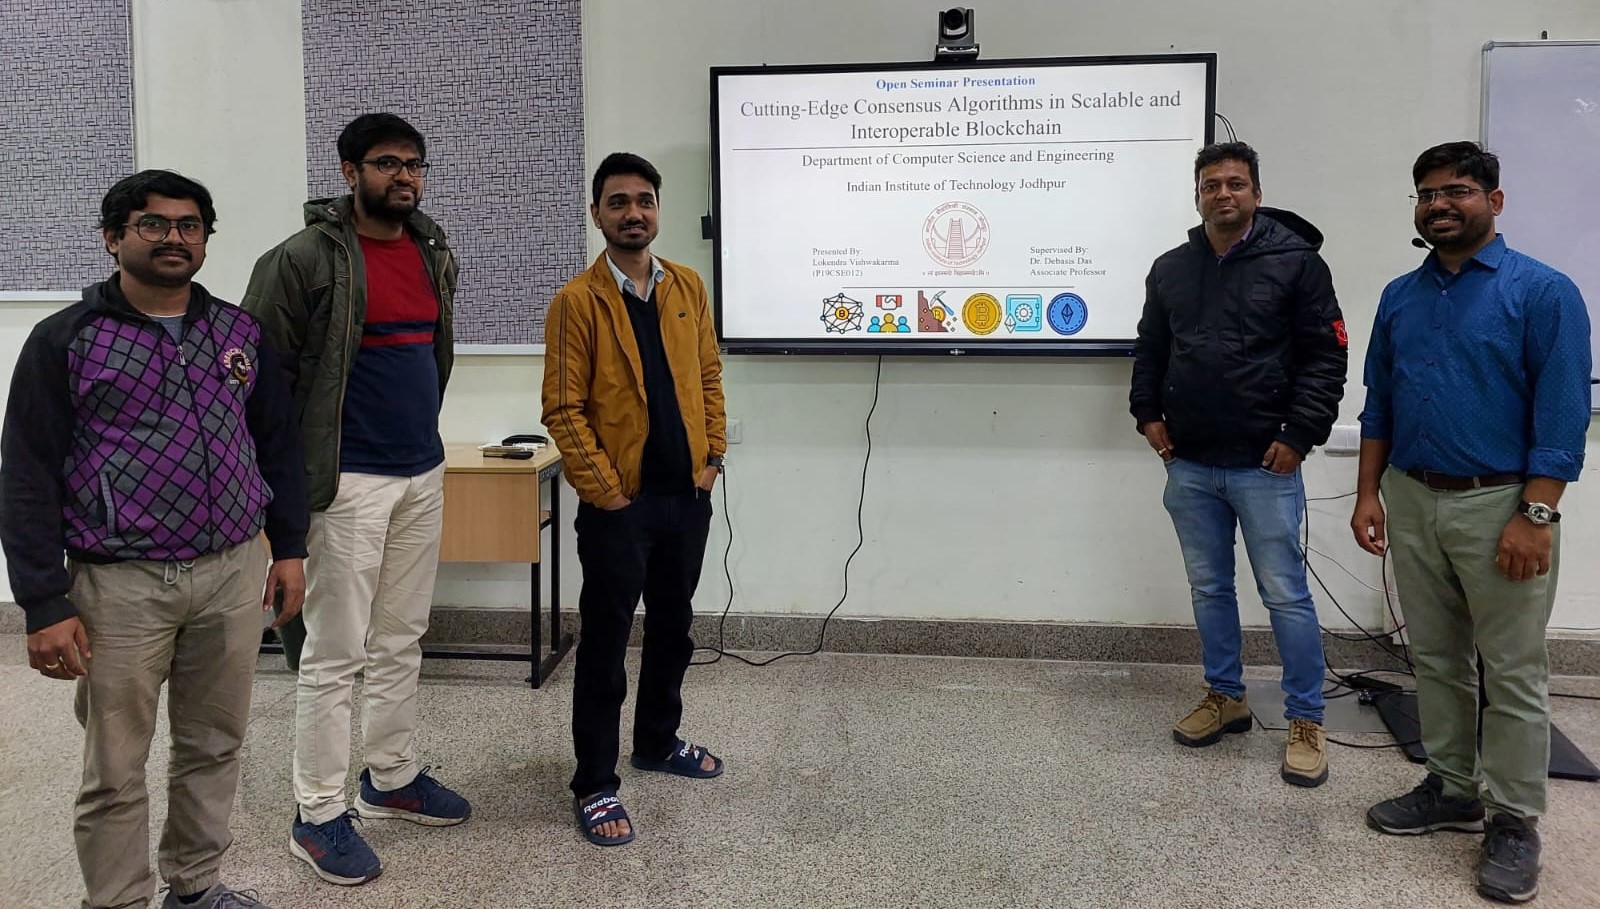 Open Seminar Presentation
Cutting-Edge Consensus Algorithms in Scalable and
Interoperable Blockchain
Department of Computer Science and Engineering
Indian Institute of Technology Jodhpur
Presented By:
Lokendra Vishwakarma
(P19CSE012)
Supervised By:
Dr. Debasis Das
Associate Professor
Reebok